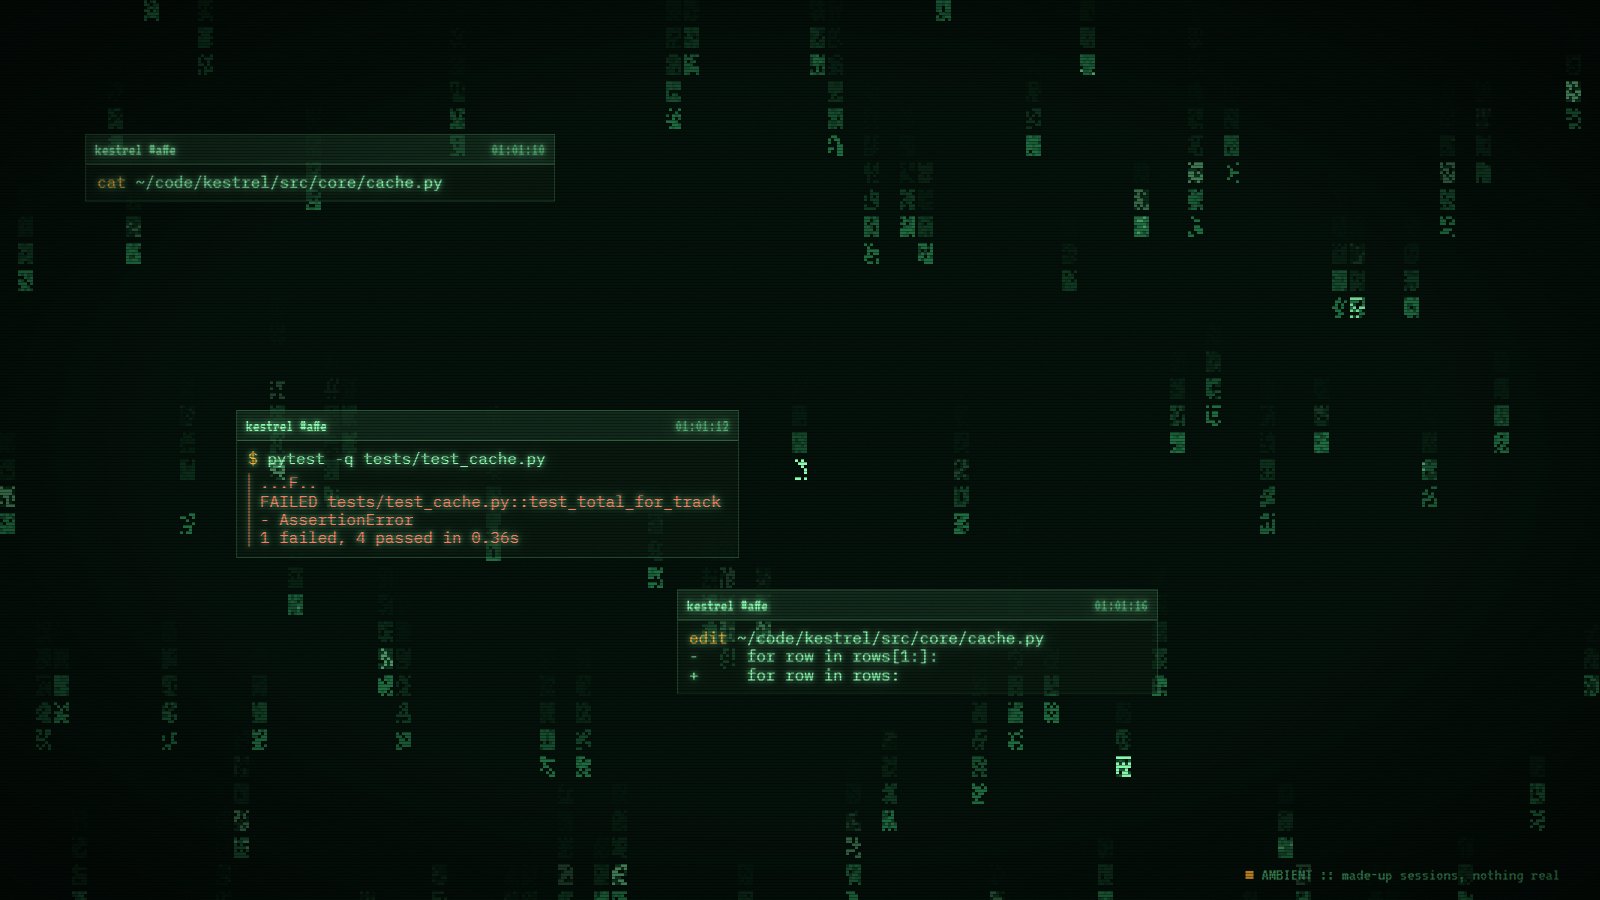 kestrel #affe 01:01:10
cat ~/code/kestrel/src/core/cache.py
kestrel #affe 01:01:12
$ pytest -q tests/test_cache.py
...F..
FAILED tests/test_cache.py::test_total_for_track
- AssertionError
1 failed, 4 passed in 0.36s
kestrel #affe 01:01:16
edit ~/code/kestrel/src/core/cache.py
-     for row in rows[1:]:
+     for row in rows:
AMBIENT :: made-up sessions, nothing real